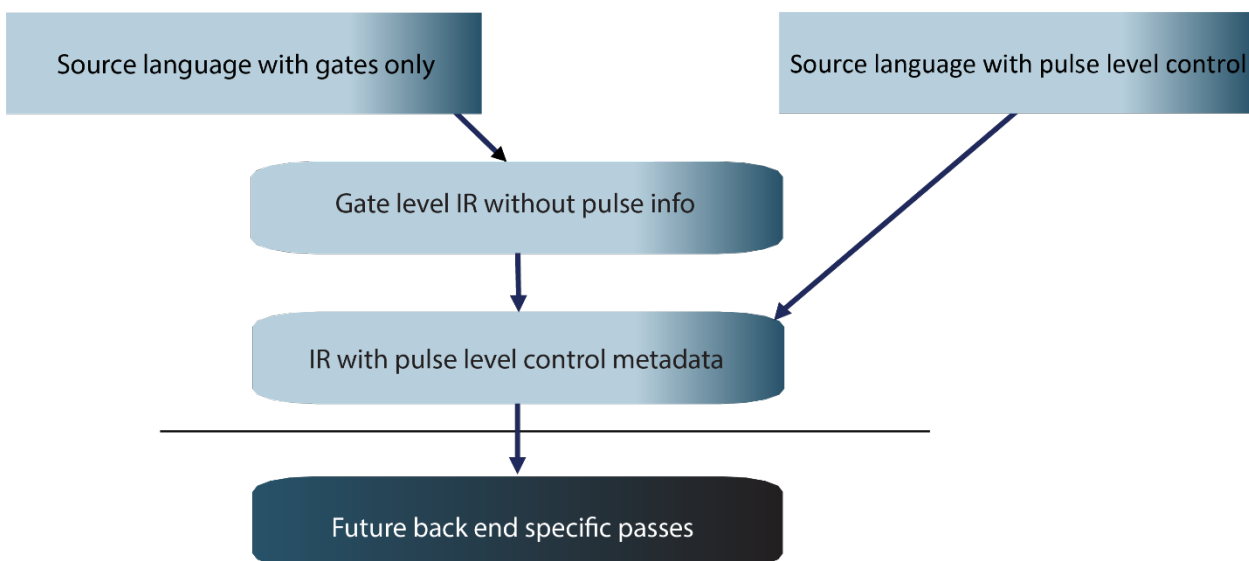 Source language with gates only
Source language with pulse level control
Gate level IR without pulse info
IR with pulse level control metadata
Future back end specific passes